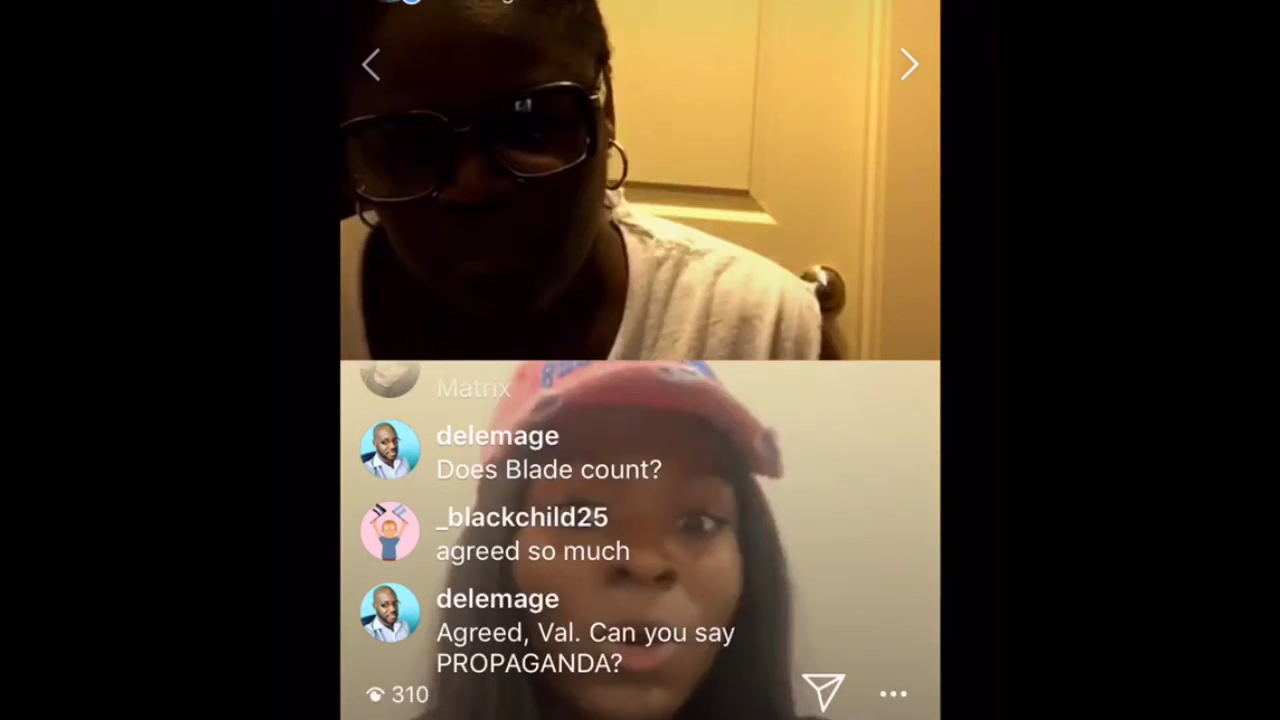 Matrix
delemage
Does Blade count?
_blackchild25
agreed so much
delemage
Agreed, Val. Can you say
PROPAGANDA?
310